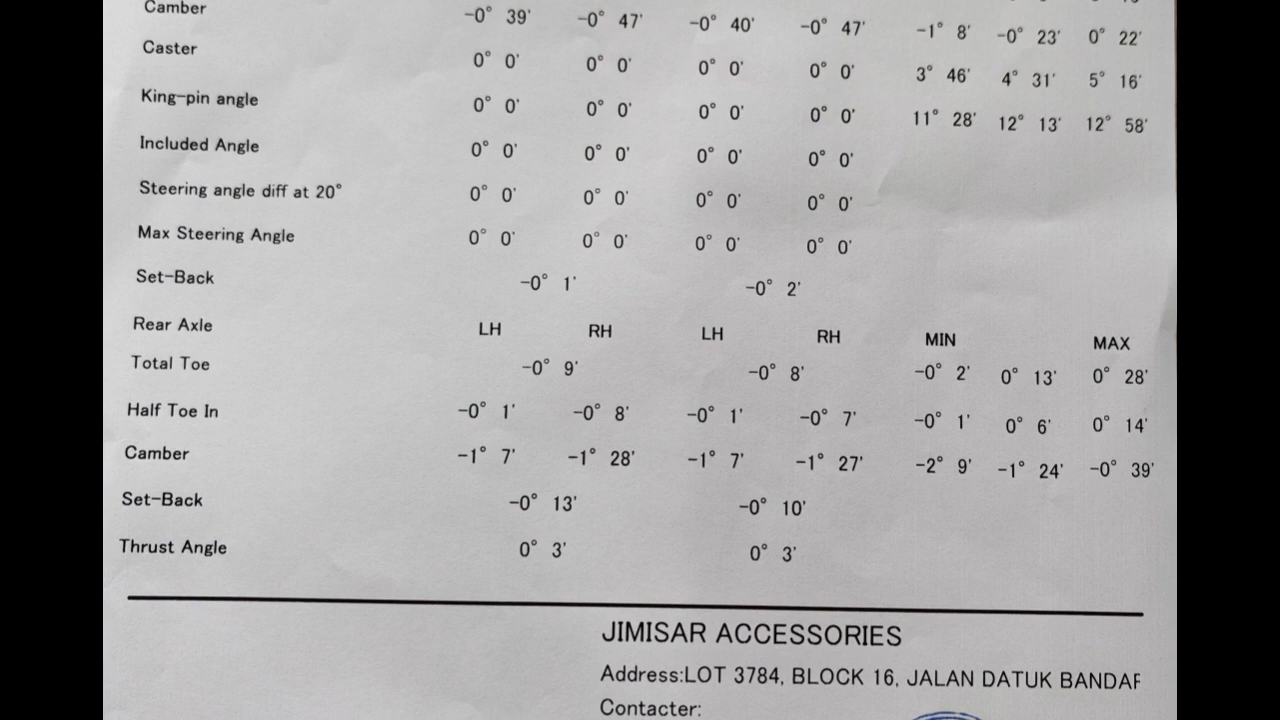 Camber -0° 39' -0° 47' -0° 40' -0° 47' -1° 8' -0° 23' 0° 22'
Caster 0° 0' 0° 0' 0° 0' 0° 0' 3° 46' 4° 31' 5° 16'
King-pin angle 0° 0' 0° 0' 0° 0' 0° 0' 11° 28' 12° 13' 12° 58'
Included Angle 0° 0' 0° 0' 0° 0' 0° 0'
Steering angle diff at 20° 0° 0' 0° 0' 0° 0' 0° 0'
Max Steering Angle 0° 0' 0° 0' 0° 0' 0° 0'
Set-Back -0° 1' -0° 2'
Rear Axle LH RH LH RH MIN MAX
Total Toe -0° 9' -0° 8' -0° 2' 0° 13' 0° 28'
Half Toe In -0° 1' -0° 8' -0° 1' -0° 7' -0° 1' 0° 6' 0° 14'
Camber -1° 7' -1° 28' -1° 7' -1° 27' -2° 9' -1° 24' -0° 39'
Set-Back -0° 13' -0° 10'
Thrust Angle 0° 3' 0° 3'
JIMISAR ACCESSORIES
Address:LOT 3784, BLOCK 16, JALAN DATUK BANDAR
Contacter: